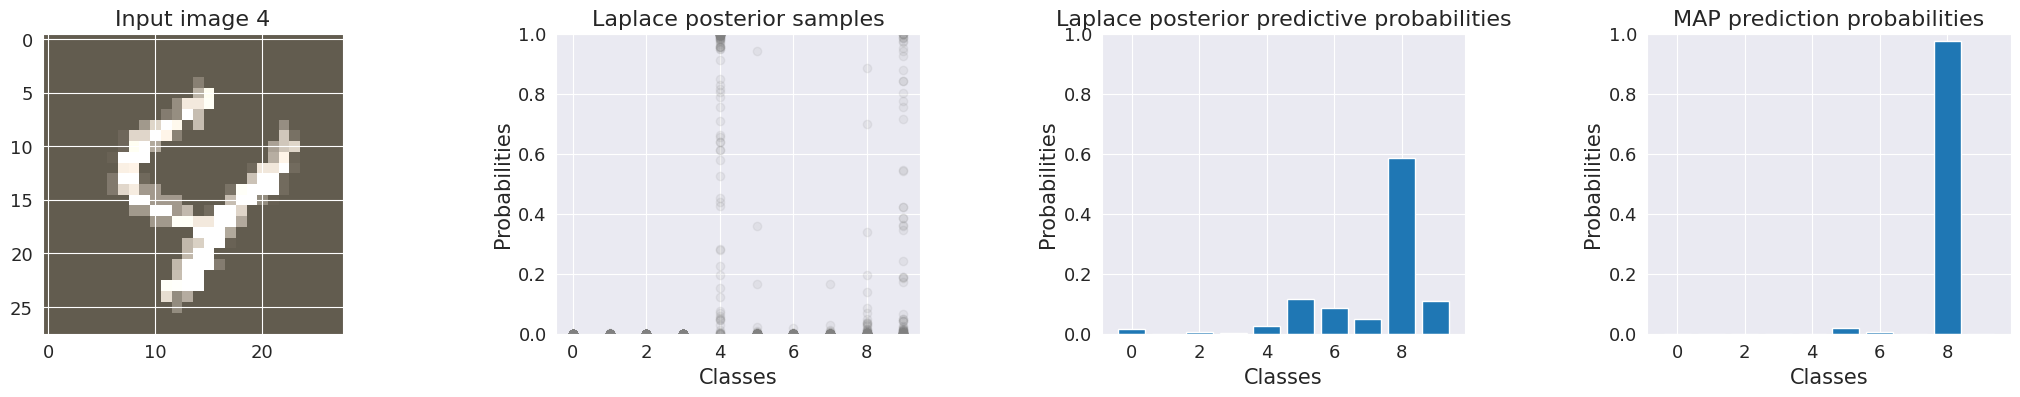 Input image 4
0
5
10
15
20
25
0 10 20
Laplace posterior samples
Probabilities
1.0
0.8
0.6
0.4
0.2
0.0
0 2 4 6 8
Classes
Laplace posterior predictive probabilities
Probabilities
1.0
0.8
0.6
0.4
0.2
0.0
0 2 4 6 8
Classes
MAP prediction probabilities
Probabilities
1.0
0.8
0.6
0.4
0.2
0.0
0 2 4 6 8
Classes